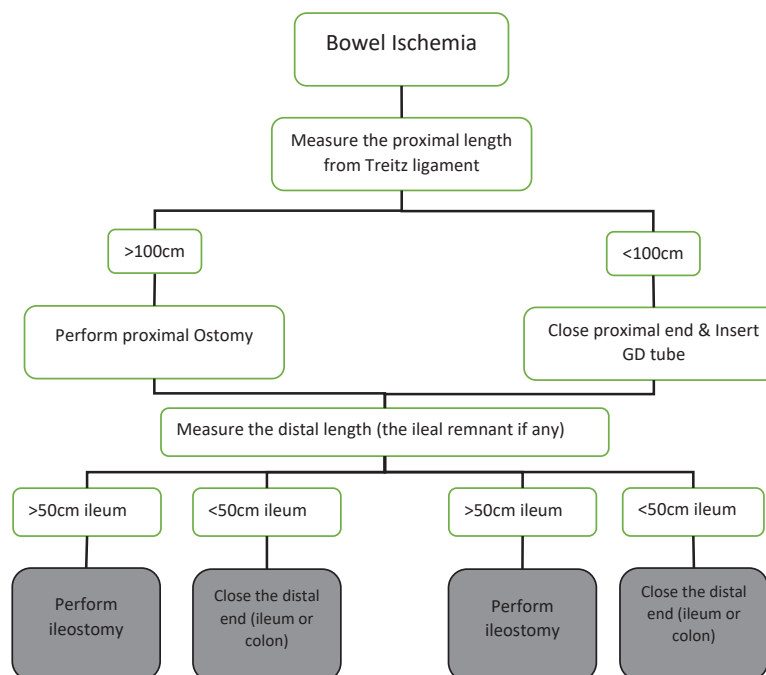 Bowel Ischemia
Measure the proximal length
from Treitz ligament
>100cm
<100cm
Perform proximal Ostomy
Close proximal end & Insert
GD tube
Measure the distal length (the ileal remnant if any)
>50cm ileum
<50cm ileum
>50cm ileum
<50cm ileum
Perform
ileostomy
Close the distal
end (ileum or
colon)
Perform
ileostomy
Close the distal
end (ileum or
colon)